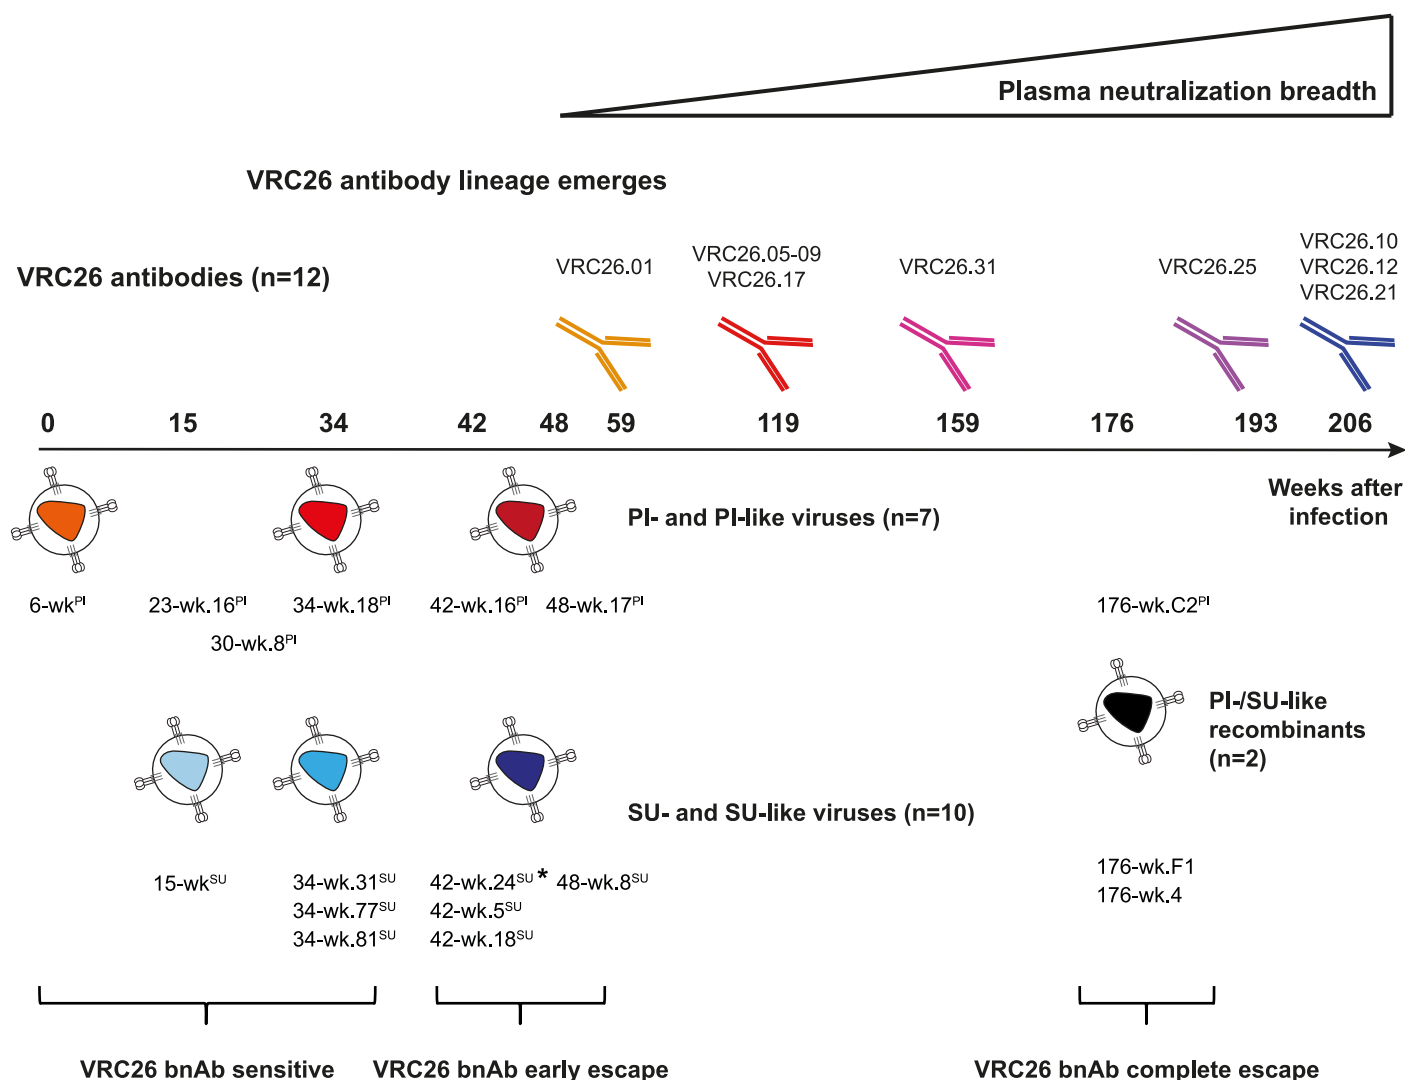 Plasma neutralization breadth
VRC26 antibody lineage emerges
VRC26 antibodies (n=12)
VRC26.01
VRC26.05-09
VRC26.17
VRC26.31
VRC26.25
VRC26.10
VRC26.12
VRC26.21
0 15 34 42 48 59 119 159 176 193 206
Weeks after
infection
PI- and PI-like viruses (n=7)
6-wkPI 23-wk.16PI 34-wk.18PI 42-wk.16PI 48-wk.17PI 176-wk.C2PI
30-wk.8PI
PI-/SU-like
recombinants
(n=2)
SU- and SU-like viruses (n=10)
15-wkSU 34-wk.31SU 42-wk.24SU * 48-wk.8SU
34-wk.77SU 42-wk.5SU
34-wk.81SU 42-wk.18SU
176-wk.F1
176-wk.4
VRC26 bnAb sensitive VRC26 bnAb early escape VRC26 bnAb complete escape